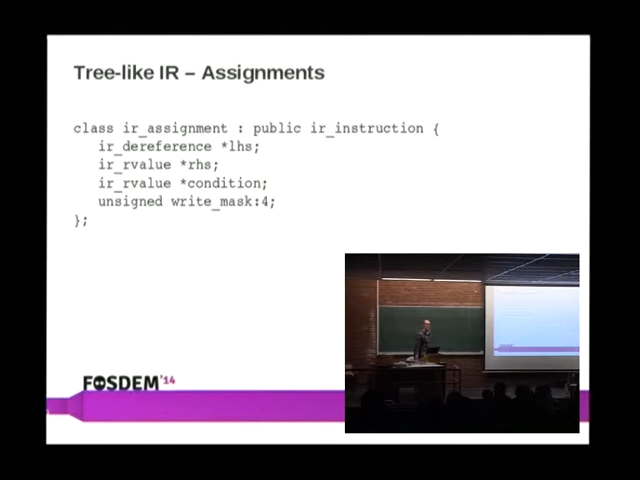 Tree-like IR – Assignments
class ir_assignment : public ir_instruction {
ir_dereference *lhs;
ir_rvalue *rhs;
ir_rvalue *condition;
unsigned write_mask:4;
};
FOSDEM'14